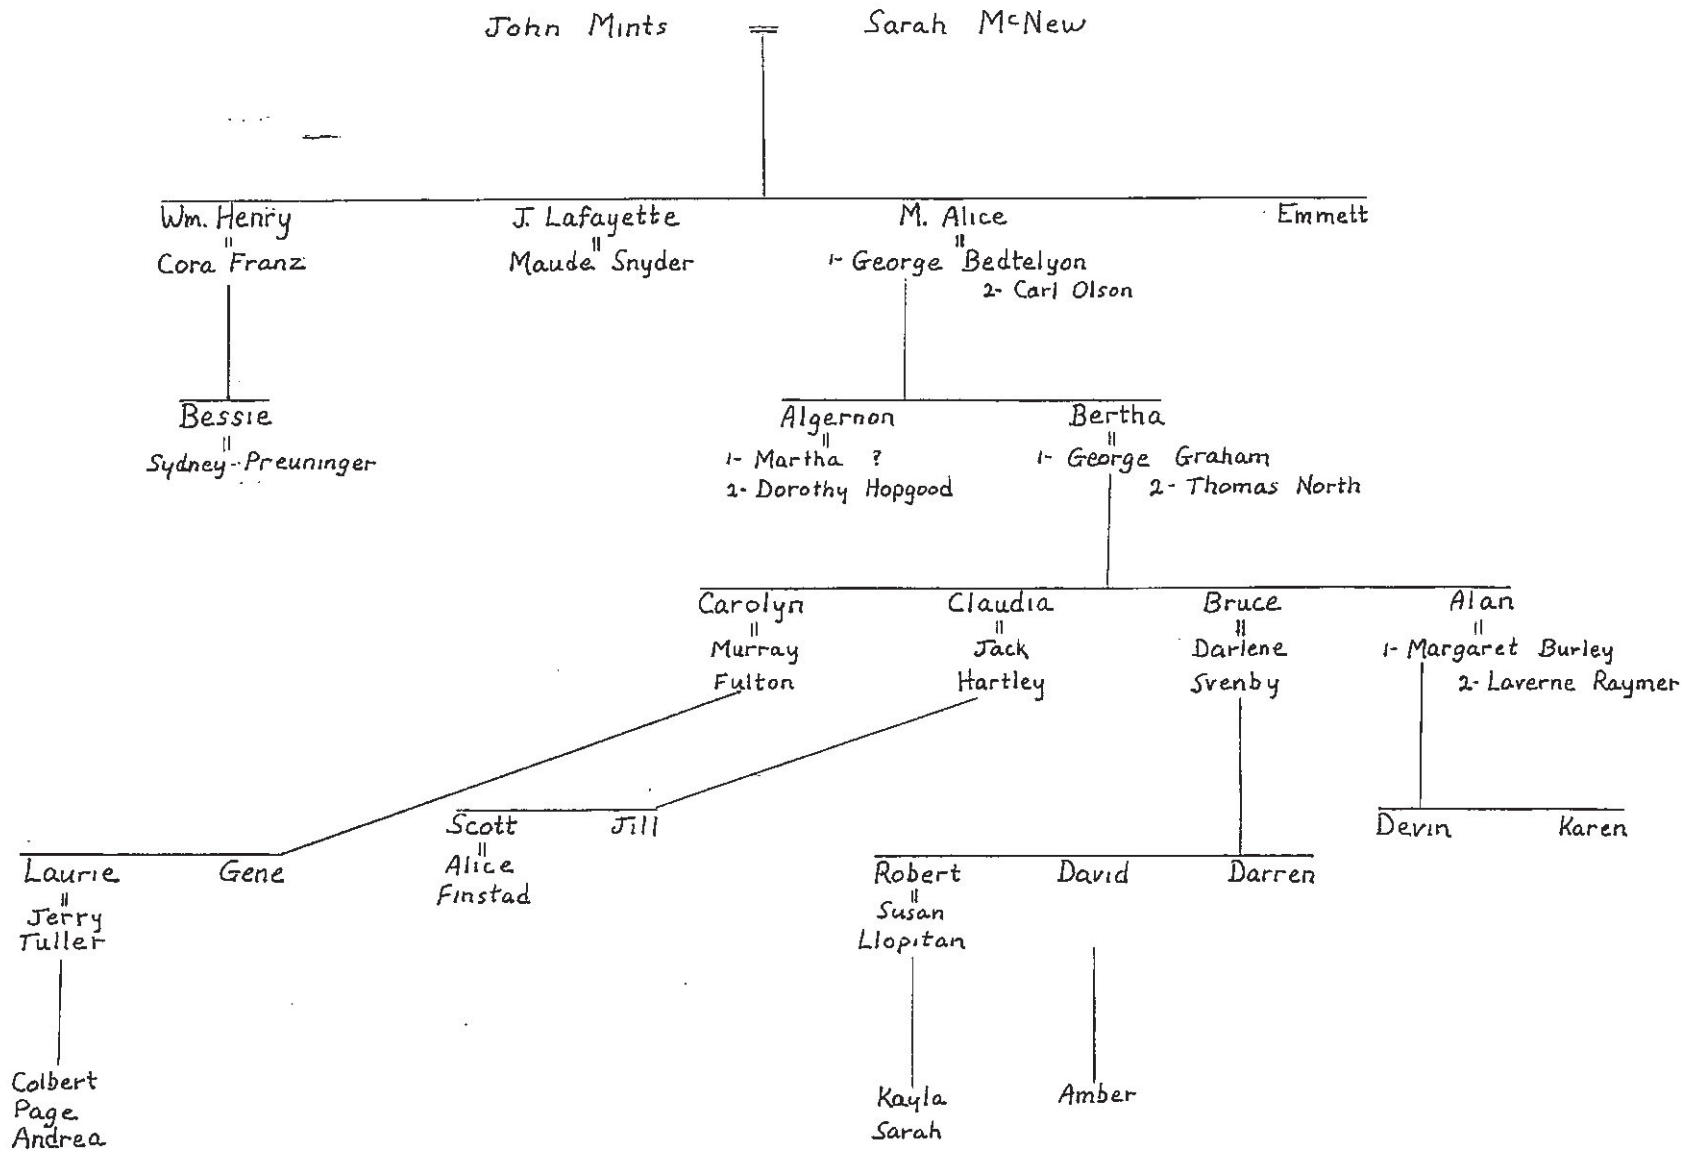 John Mints = Sarah McNew
Wm. Henry J. Lafayette M. Alice Emmett
Cora Franz Maude Snyder 1- George Bedtelyon
2- Carl Olson
Bessie Algernon Bertha
Sydney Preuninger 1- Martha ? 1- George Graham
2- Dorothy Hopgood 2- Thomas North
Carolyn Claudia Bruce Alan
Murray Jack Darlene 1- Margaret Burley
Fulton Hartley Svenby 2- Laverne Raymer
Scott Jill Devin Karen
Laurie Gene Alice Robert David Darren
Finstad
Jerry Susan
Tuller Llopitan
Colbert Kayla Amber
Page Sarah
Andrea